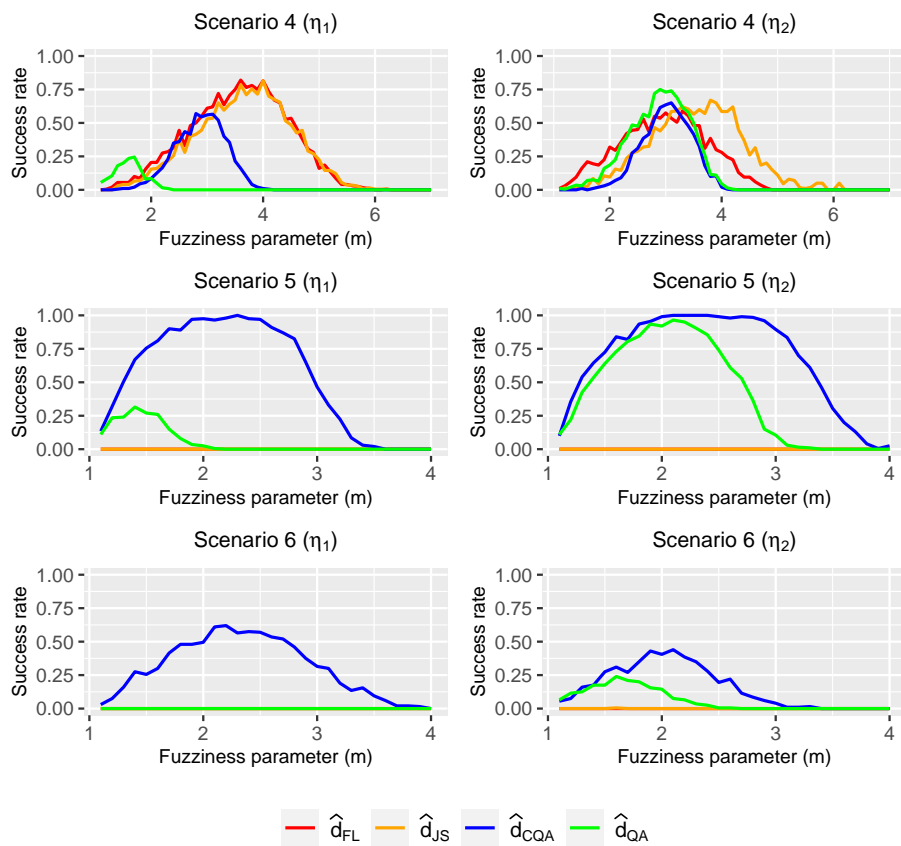 Scenario 4 (η₁)
Scenario 4 (η₂)
Success rate
1.00
0.75
0.50
0.25
0.00
2 4 6
Fuzziness parameter (m)
Success rate
1.00
0.75
0.50
0.25
0.00
2 4 6
Fuzziness parameter (m)
Scenario 5 (η₁)
Scenario 5 (η₂)
Success rate
1.00
0.75
0.50
0.25
0.00
1 2 3 4
Fuzziness parameter (m)
Success rate
1.00
0.75
0.50
0.25
0.00
1 2 3 4
Fuzziness parameter (m)
Scenario 6 (η₁)
Scenario 6 (η₂)
Success rate
1.00
0.75
0.50
0.25
0.00
1 2 3 4
Fuzziness parameter (m)
Success rate
1.00
0.75
0.50
0.25
0.00
1 2 3 4
Fuzziness parameter (m)
d̂_FL d̂_JS d̂_CQA d̂_QA